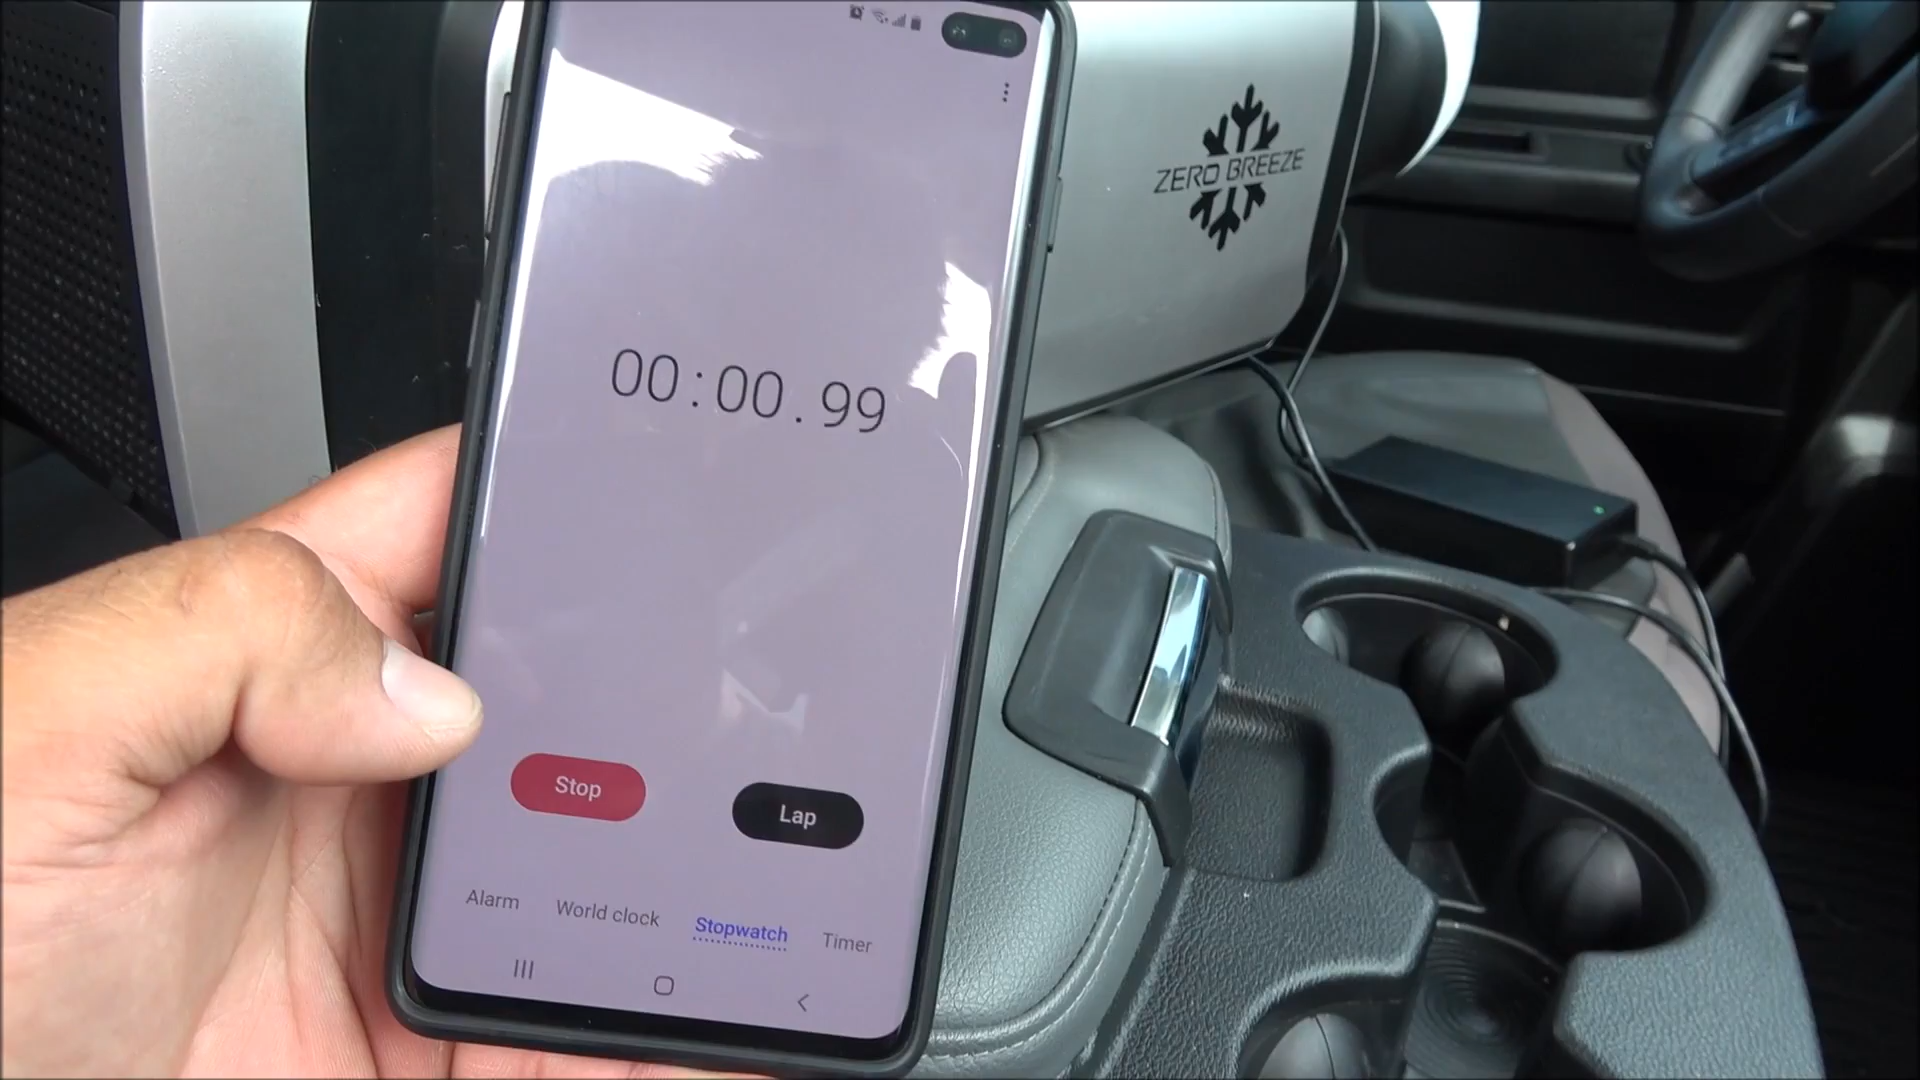 ZERO BREEZE
00:00.99
Stop
Lap
Alarm
World clock
Stopwatch
Timer